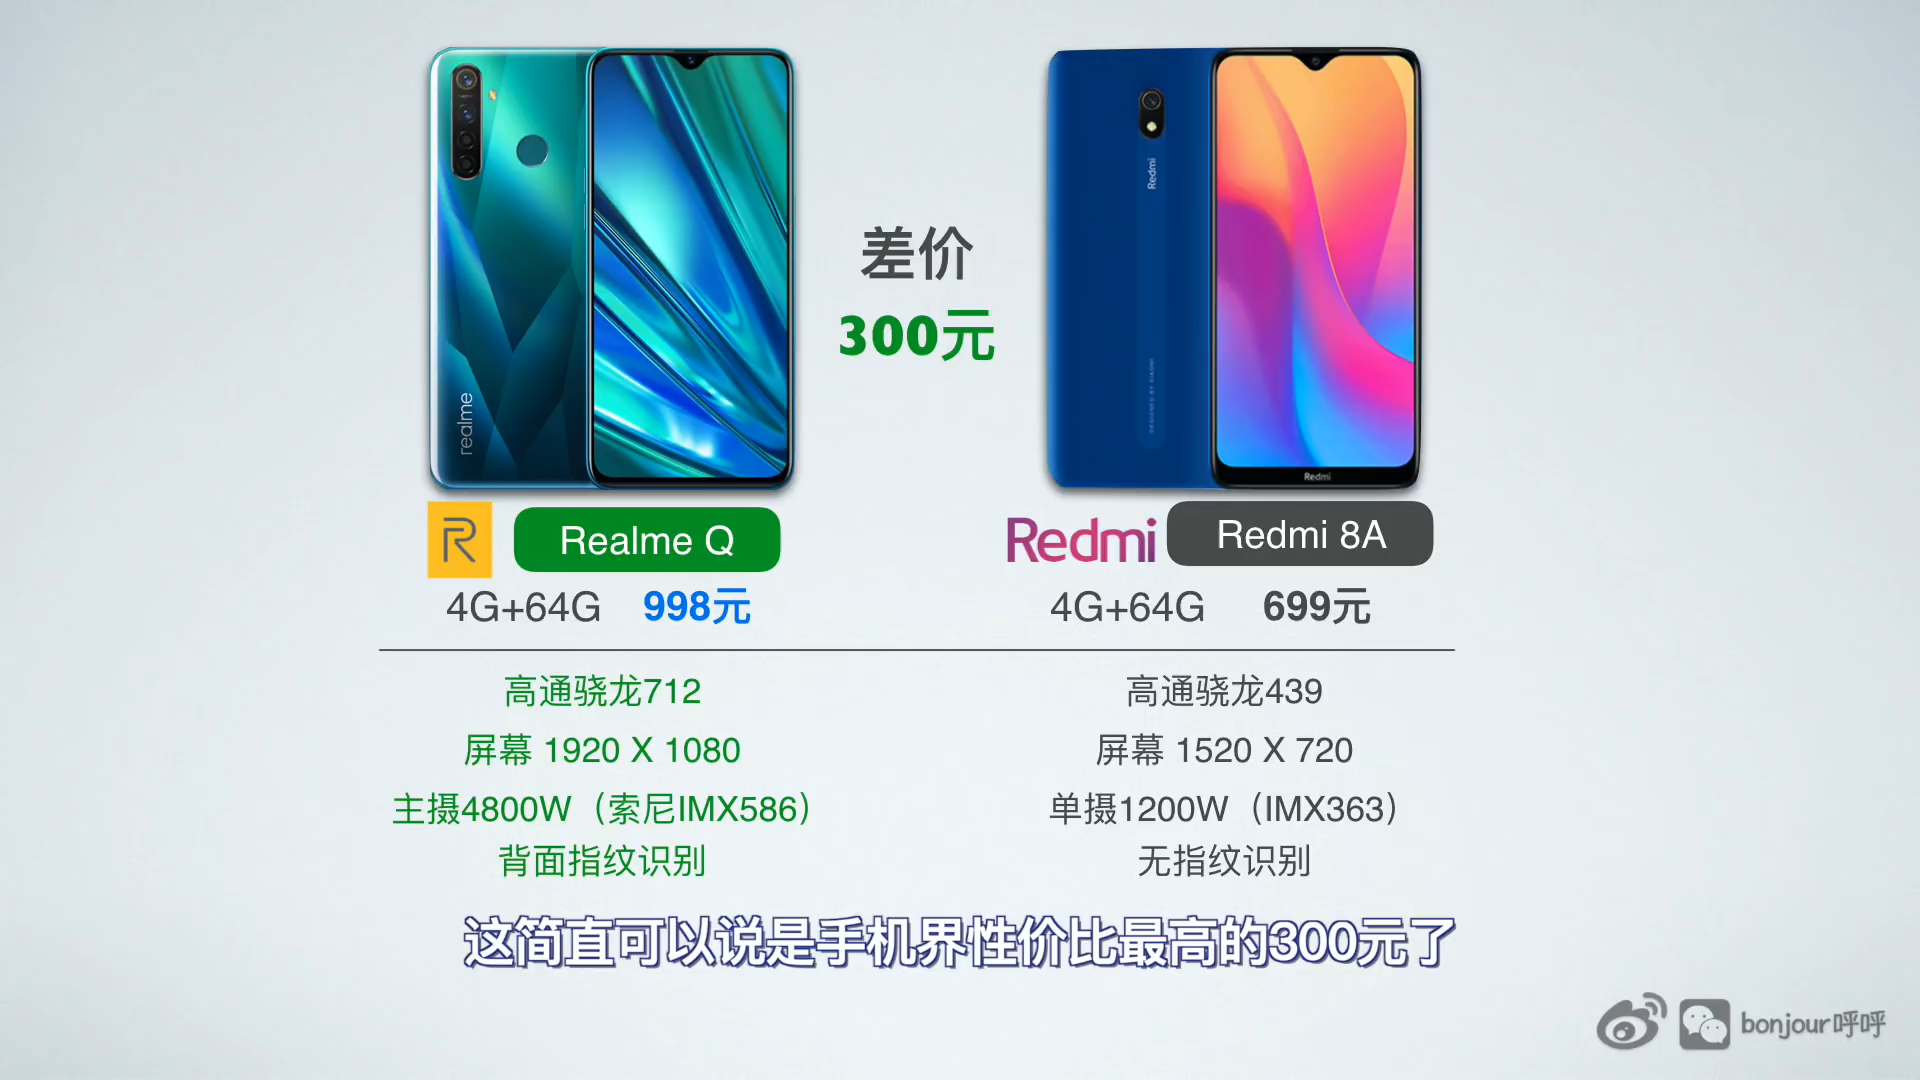 realme
Redmi
DESIGNED BY XIAOMI
Redmi
差价
300元
R
Realme Q
Redmi
Redmi 8A
4G+64G 998元
4G+64G 699元
高通骁龙712
高通骁龙439
屏幕 1920 X 1080
屏幕 1520 X 720
主摄4800W（索尼IMX586）
单摄1200W（IMX363）
背面指纹识别
无指纹识别
这简直可以说是手机界性价比最高的300元了
bonjour呼呼